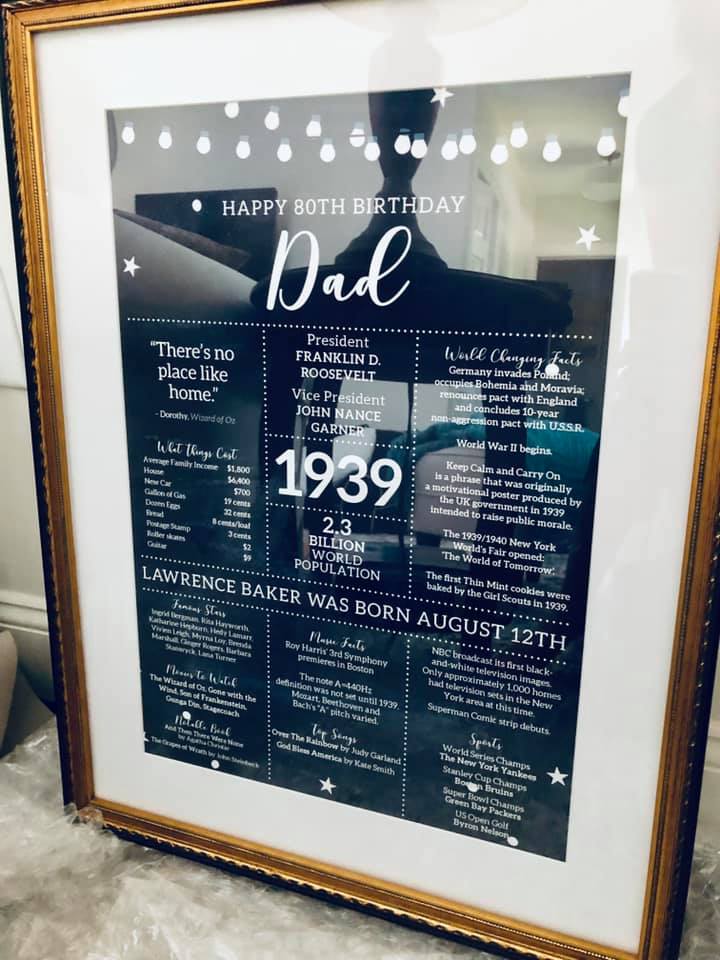 HAPPY 80TH BIRTHDAY
Dad
"There's no
place like
home."
- Dorothy, Wizard of Oz
What Things Cost
Average Family Income $1,800
House $6,400
New Car $700
Gallon of Gas 19 cents
Dozen Eggs 32 cents
Bread 8 cents/loaf
Postage Stamp 3 cents
Roller skates $2
Guitar $9
President
FRANKLIN D.
ROOSEVELT
Vice President
JOHN NANCE
GARNER
1939
2.3
BILLION
WORLD
POPULATION
World Changing Facts
Germany invades Poland;
occupies Bohemia and Moravia;
renounces pact with England
and concludes 10-year
non-aggression pact with U.S.S.R.
World War II begins.
Keep Calm and Carry On
is a phrase that was originally
a motivational poster produced by
the UK government in 1939
intended to raise public morale.
The 1939/1940 New York
World's Fair opened:
'The World of Tomorrow'.
The first Thin Mint cookies were
baked by the Girl Scouts in 1939.
LAWRENCE BAKER WAS BORN AUGUST 12TH
Famous Stars
Ingrid Bergman, Rita Hayworth,
Katharine Hepburn, Hedy Lamarr,
Vivien Leigh, Myrna Loy, Brenda
Marshall, Ginger Rogers, Barbara
Stanwyck, Lana Turner
Movies to Watch
The Wizard of Oz, Gone with the
Wind, Son of Frankenstein,
Gunga Din, Stagecoach
Notable Book
And Then There Were None
by Agatha Christie
The Grapes of Wrath by John Steinbeck
Music Facts
Roy Harris' 3rd Symphony
premieres in Boston
The note A=440Hz
definition was not set until 1939.
Mozart, Beethoven and
Bach's "A" pitch varied.
Top Songs
Over The Rainbow by Judy Garland
God Bless America by Kate Smith
NBC broadcast its first black-
and-white television images.
Only approximately 1,000 homes
had television sets in the New
York area at this time.
Superman Comic strip debuts.
Sports
World Series Champs
The New York Yankees
Stanley Cup Champs
Boston Bruins
Super Bowl Champs
Green Bay Packers
US Open Golf
Byron Nelson